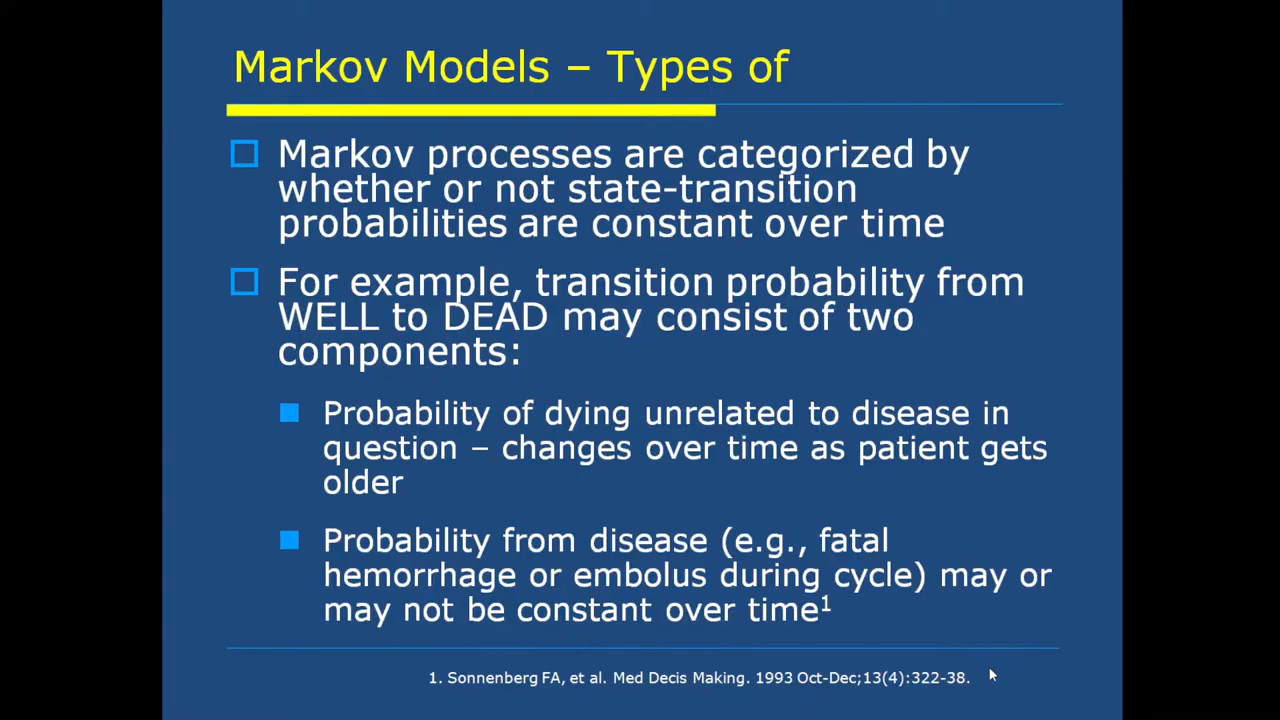 Markov Models – Types of
Markov processes are categorized by
whether or not state-transition
probabilities are constant over time
For example, transition probability from
WELL to DEAD may consist of two
components:
Probability of dying unrelated to disease in
question – changes over time as patient gets
older
Probability from disease (e.g., fatal
hemorrhage or embolus during cycle) may or
may not be constant over time¹
1. Sonnenberg FA, et al. Med Decis Making. 1993 Oct-Dec;13(4):322-38.